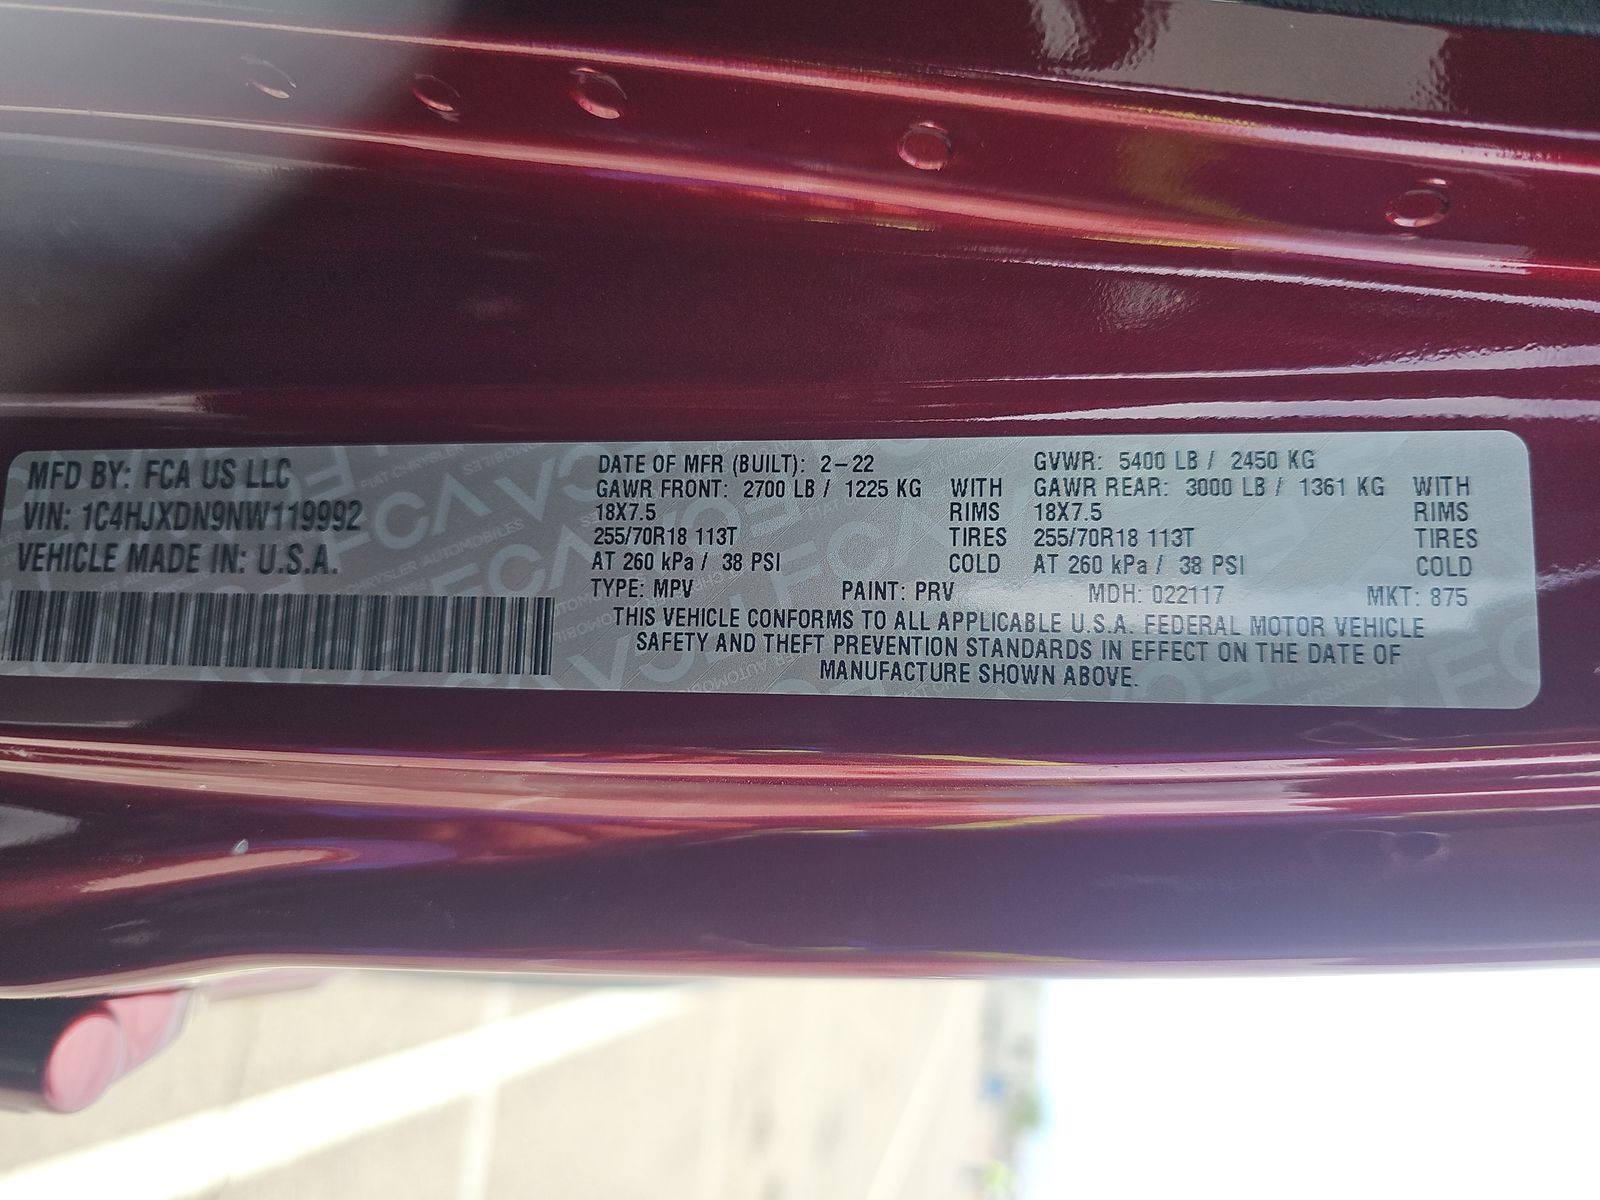 MFD BY: FCA US LLC
VIN: 1C4HJXDN9NW119992
VEHICLE MADE IN: U.S.A.
DATE OF MFR (BUILT): 2-22 GVWR: 5400 LB / 2450 KG
GAWR FRONT: 2700 LB / 1225 KG WITH GAWR REAR: 3000 LB / 1361 KG WITH
18X7.5 RIMS 18X7.5 RIMS
255/70R18 113T TIRES 255/70R18 113T TIRES
AT 260 kPa / 38 PSI COLD AT 260 kPa / 38 PSI COLD
TYPE: MPV PAINT: PRV MDH: 022117 MKT: 875
THIS VEHICLE CONFORMS TO ALL APPLICABLE U.S.A. FEDERAL MOTOR VEHICLE
SAFETY AND THEFT PREVENTION STANDARDS IN EFFECT ON THE DATE OF
MANUFACTURE SHOWN ABOVE.